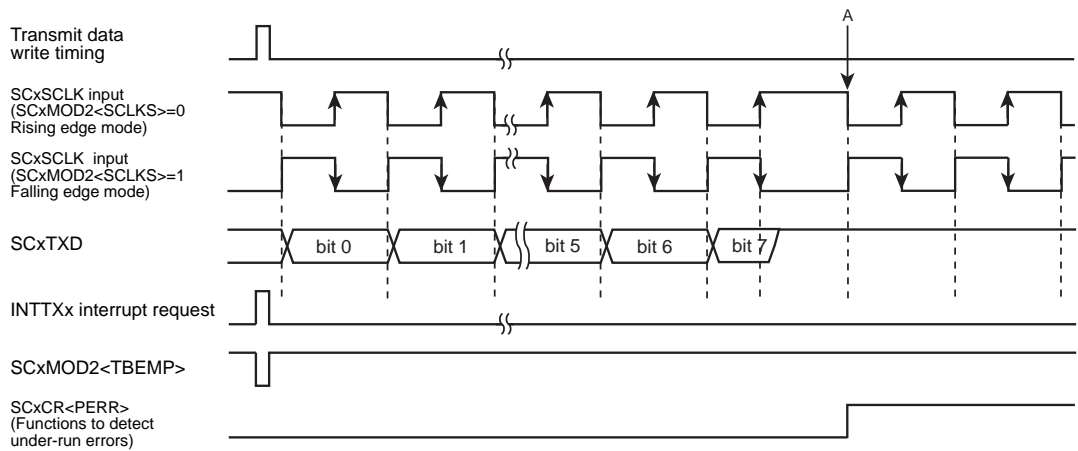 A
Transmit data
write timing
SCxSCLK input
(SCxMOD2<SCLKS>=0
Rising edge mode)
SCxSCLK input
(SCxMOD2<SCLKS>=1
Falling edge mode)
SCxTXD
bit 0
bit 1
bit 5
bit 6
bit 7
INTTXx interrupt request
SCxMOD2<TBEMP>
SCxCR<PERR>
(Functions to detect
under-run errors)